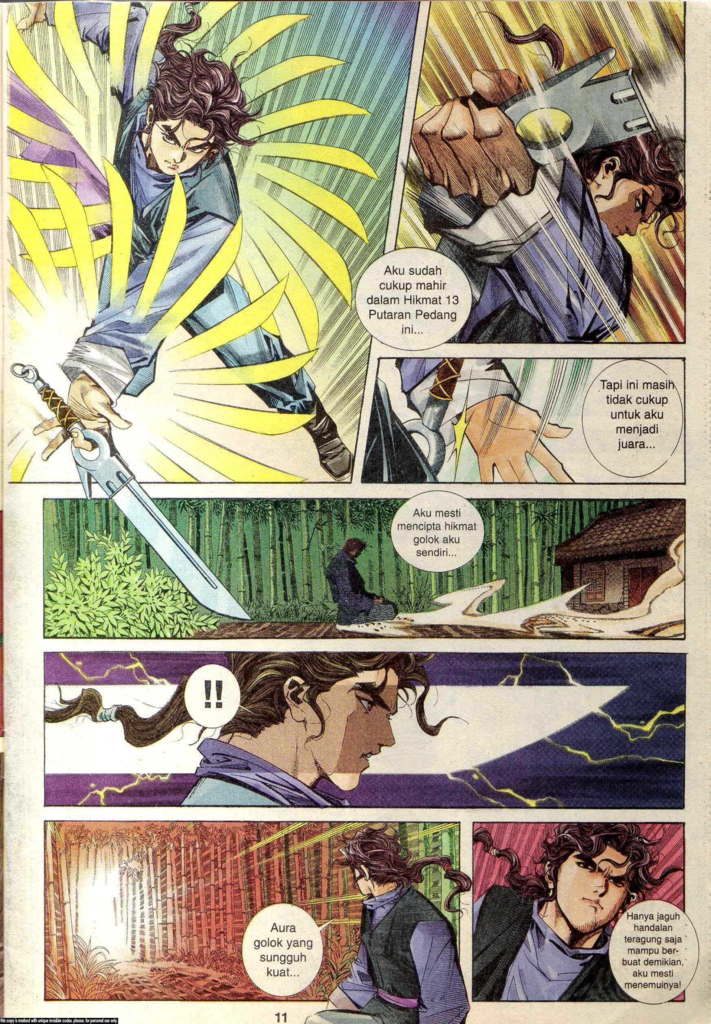 Aku sudah
cukup mahir
dalam Hikmat 13
Putaran Pedang
ini...
Tapi ini masih
tidak cukup
untuk aku
menjadi
juara...
Aku mesti
mencipta hikmat
golok aku
sendiri...
!!
Aura
golok yang
sungguh
kuat...
Hanya jaguh
handalan
teragung saja
mampu ber-
buat demikian,
aku mesti
menemuinya!
11